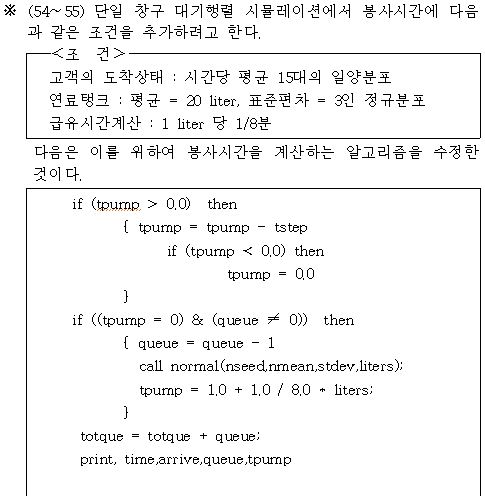 ※ (54~55) 단일 창구 대기행렬 시뮬레이션에서 봉사시간에 다음
과 같은 조건을 추가하려고 한다.
<조 건>
고객의 도착상태 : 시간당 평균 15대의 일양분포
연료탱크 : 평균 = 20 liter, 표준편차 = 3인 정규분포
급유시간계산 : 1 liter 당 1/8분
다음은 이를 위하여 봉사시간을 계산하는 알고리즘을 수정한
것이다.
if (tpump > 0.0) then
{ tpump = tpump - tstep
if (tpump < 0.0) then
tpump = 0.0
}
if ((tpump = 0) & (queue ≠ 0)) then
{ queue = queue - 1
call normal(nseed,nmean,stdev,liters);
tpump = 1.0 + 1.0 / 8.0 * liters;
}
totque = totque + queue;
print, time,arrive,queue,tpump